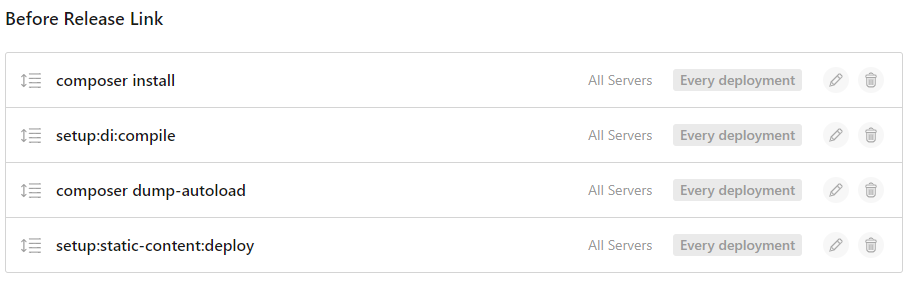 Before Release Link
composer install All Servers Every deployment
setup:di:compile All Servers Every deployment
composer dump-autoload All Servers Every deployment
setup:static-content:deploy All Servers Every deployment